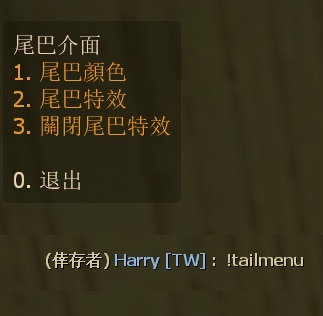 尾巴介面
1. 尾巴顏色
2. 尾巴特效
3. 關閉尾巴特效
0. 退出
(倖存者) Harry [TW] : !tailmenu